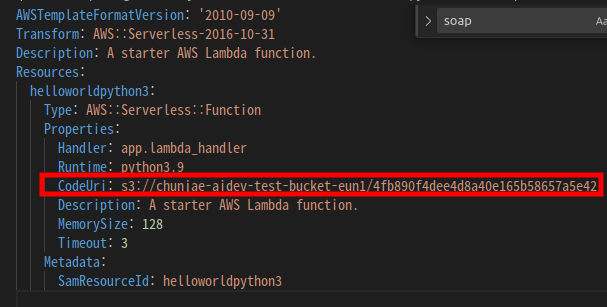 AWSTemplateFormatVersion: '2010-09-09'
Transform: AWS::Serverless-2016-10-31
Description: A starter AWS Lambda function.
Resources:
helloworldpython3:
Type: AWS::Serverless::Function
Properties:
Handler: app.lambda_handler
Runtime: python3.9
CodeUri: s3://chunjae-aidev-test-bucket-eun1/4fb890f4dee4d8a40e165b58657a5e42
Description: A starter AWS Lambda function.
MemorySize: 128
Timeout: 3
Metadata:
SamResourceId: helloworldpython3
soap
Aa